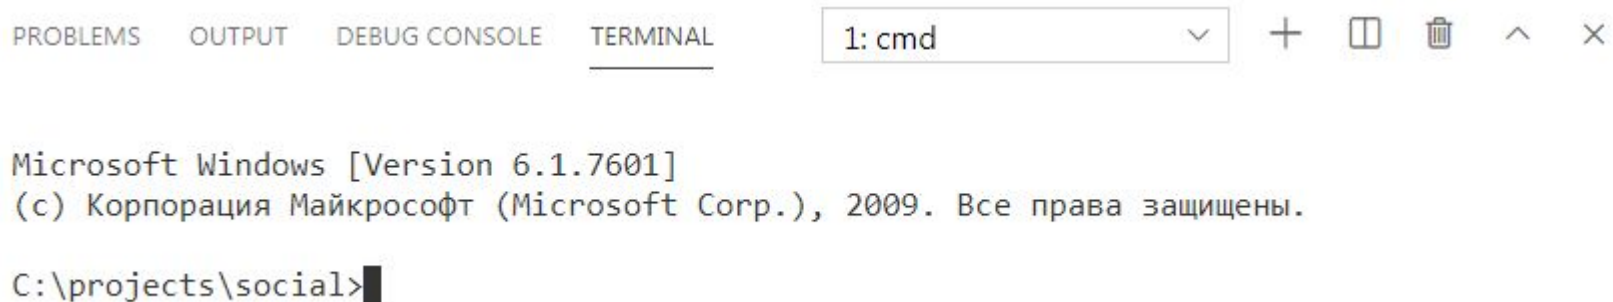 PROBLEMS OUTPUT DEBUG CONSOLE TERMINAL 1: cmd
Microsoft Windows [Version 6.1.7601]
(c) Корпорация Майкрософт (Microsoft Corp.), 2009. Все права защищены.
C:\projects\social>